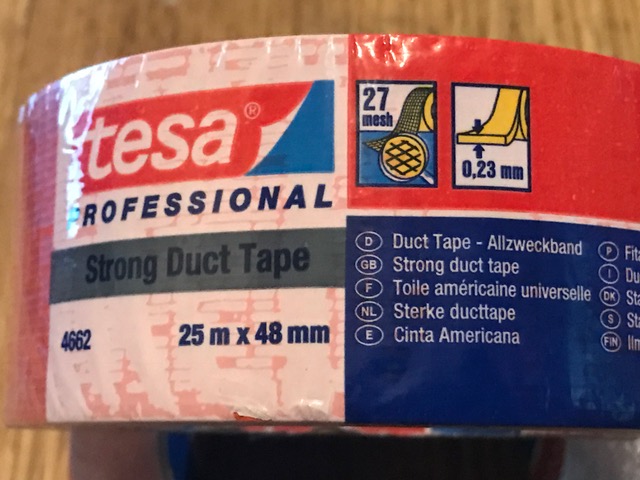 tesa®
PROFESSIONAL
Strong Duct Tape
4662 25 m x 48 mm
27
mesh
0,23 mm
D Duct Tape - Allzweckband
GB Strong duct tape
F Toile américaine universelle
NL Sterke ducttape
E Cinta Americana
P
I
DK
S
FIN